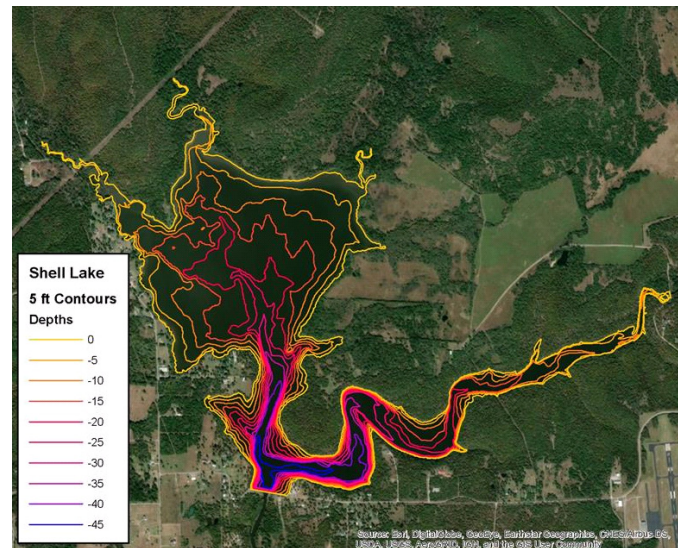 Shell Lake
5 ft Contours
Depths
0
-5
-10
-15
-20
-25
-30
-35
-40
-45
Source: Esri, DigitalGlobe, GeoEye, Earthstar Geographics, CNES/Airbus DS,
USDA, USGS, AeroGRID, IGN, and the GIS User Community